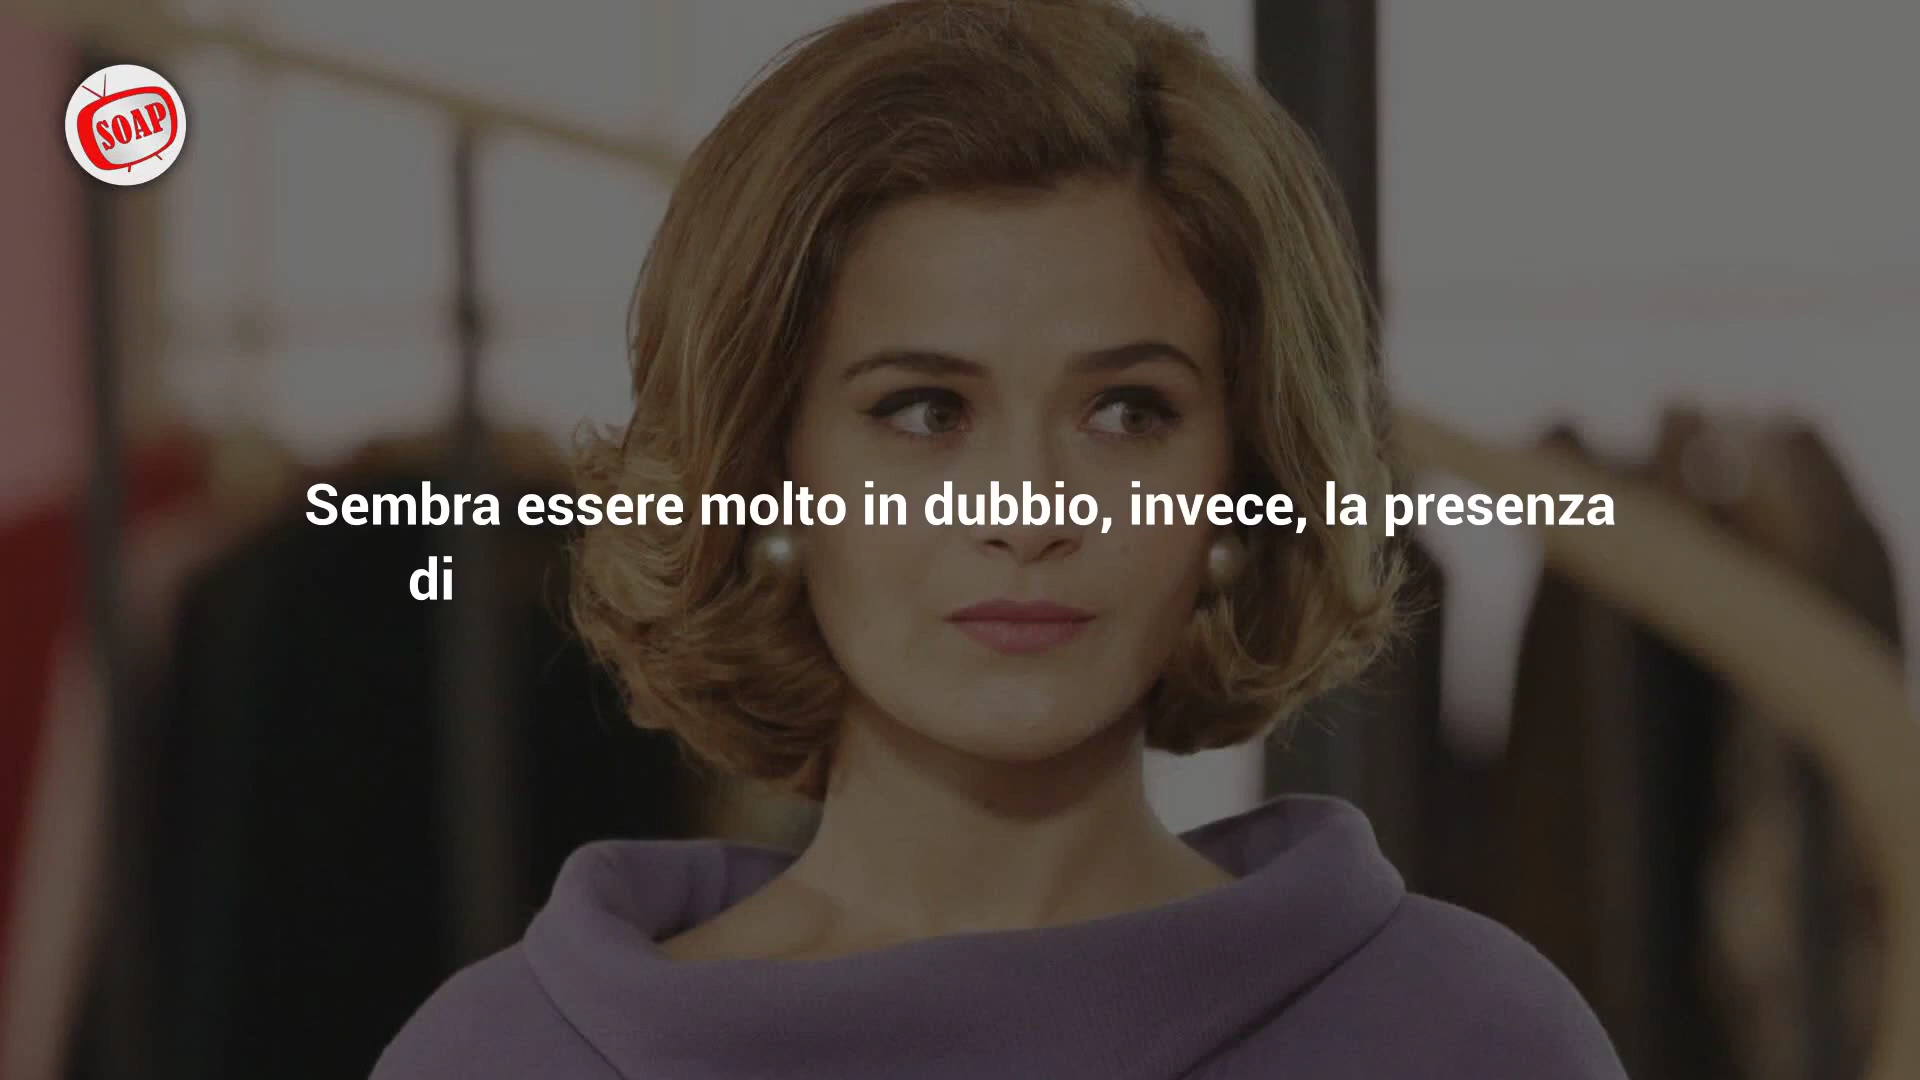 SOAP
Sembra essere molto in dubbio, invece, la presenza
di